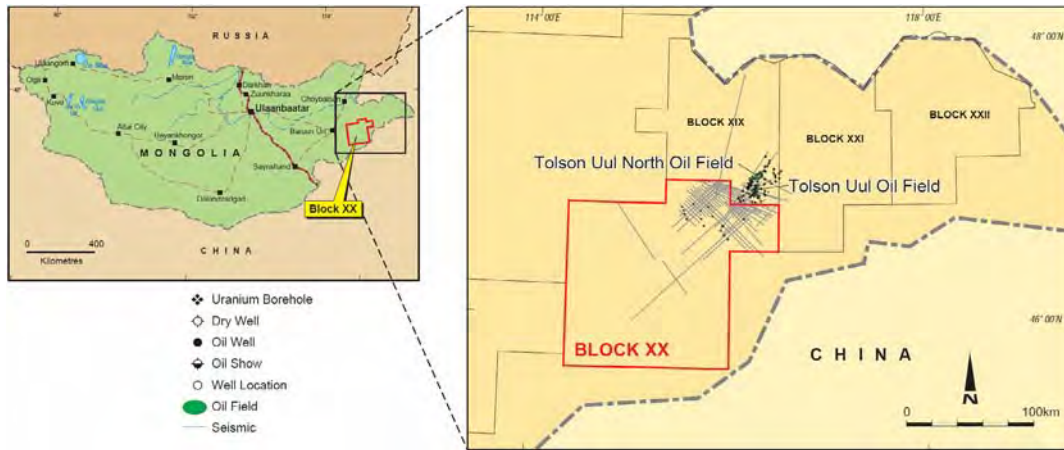 RUSSIA
Ulaangom
Olgii
Moron
Darkhan
Zuunkharaa
Choybalsan
Ulaanbaatar
Baruun Urt
Altai City
Bayankhongor
MONGOLIA
Saynshand
Dalandzadgad
Block XX
0 400
Kilometres
CHINA
Uranium Borehole
Dry Well
Oil Well
Oil Show
Well Location
Oil Field
Seismic
114°00'E
118°00'E
48°00'N
BLOCK XIX
BLOCK XXII
BLOCK XXI
Tolson Uul North Oil Field
Tolson Uul Oil Field
46°00'N
BLOCK XX
CHINA
N
0 100km